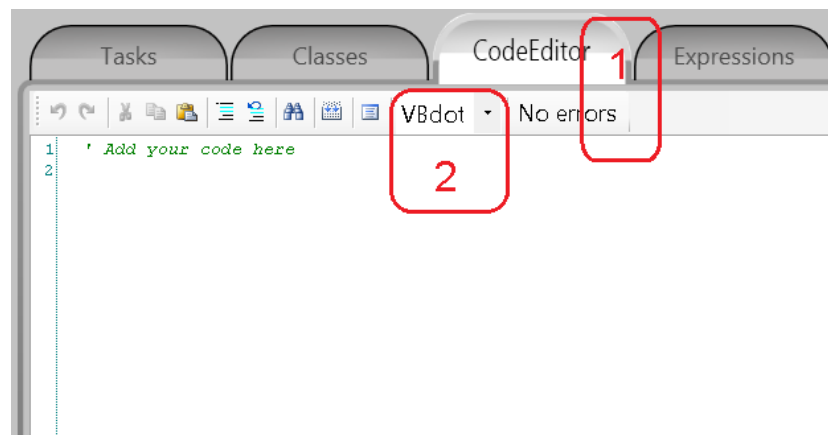 Tasks Classes CodeEditor 1 Expressions
VBdot No errors
1 ' Add your code here
2
2